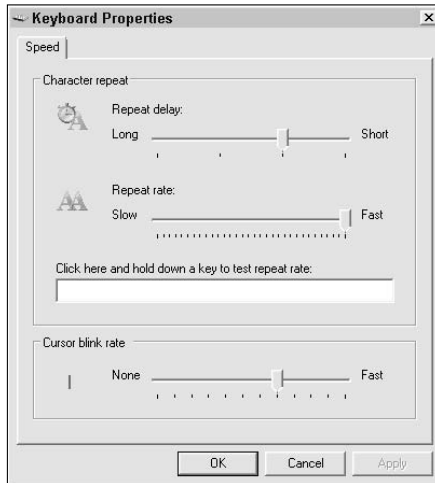 Keyboard Properties
Speed
Character repeat
Repeat delay:
Long Short
Repeat rate:
Slow Fast
Click here and hold down a key to test repeat rate:
Cursor blink rate
None Fast
OK Cancel Apply